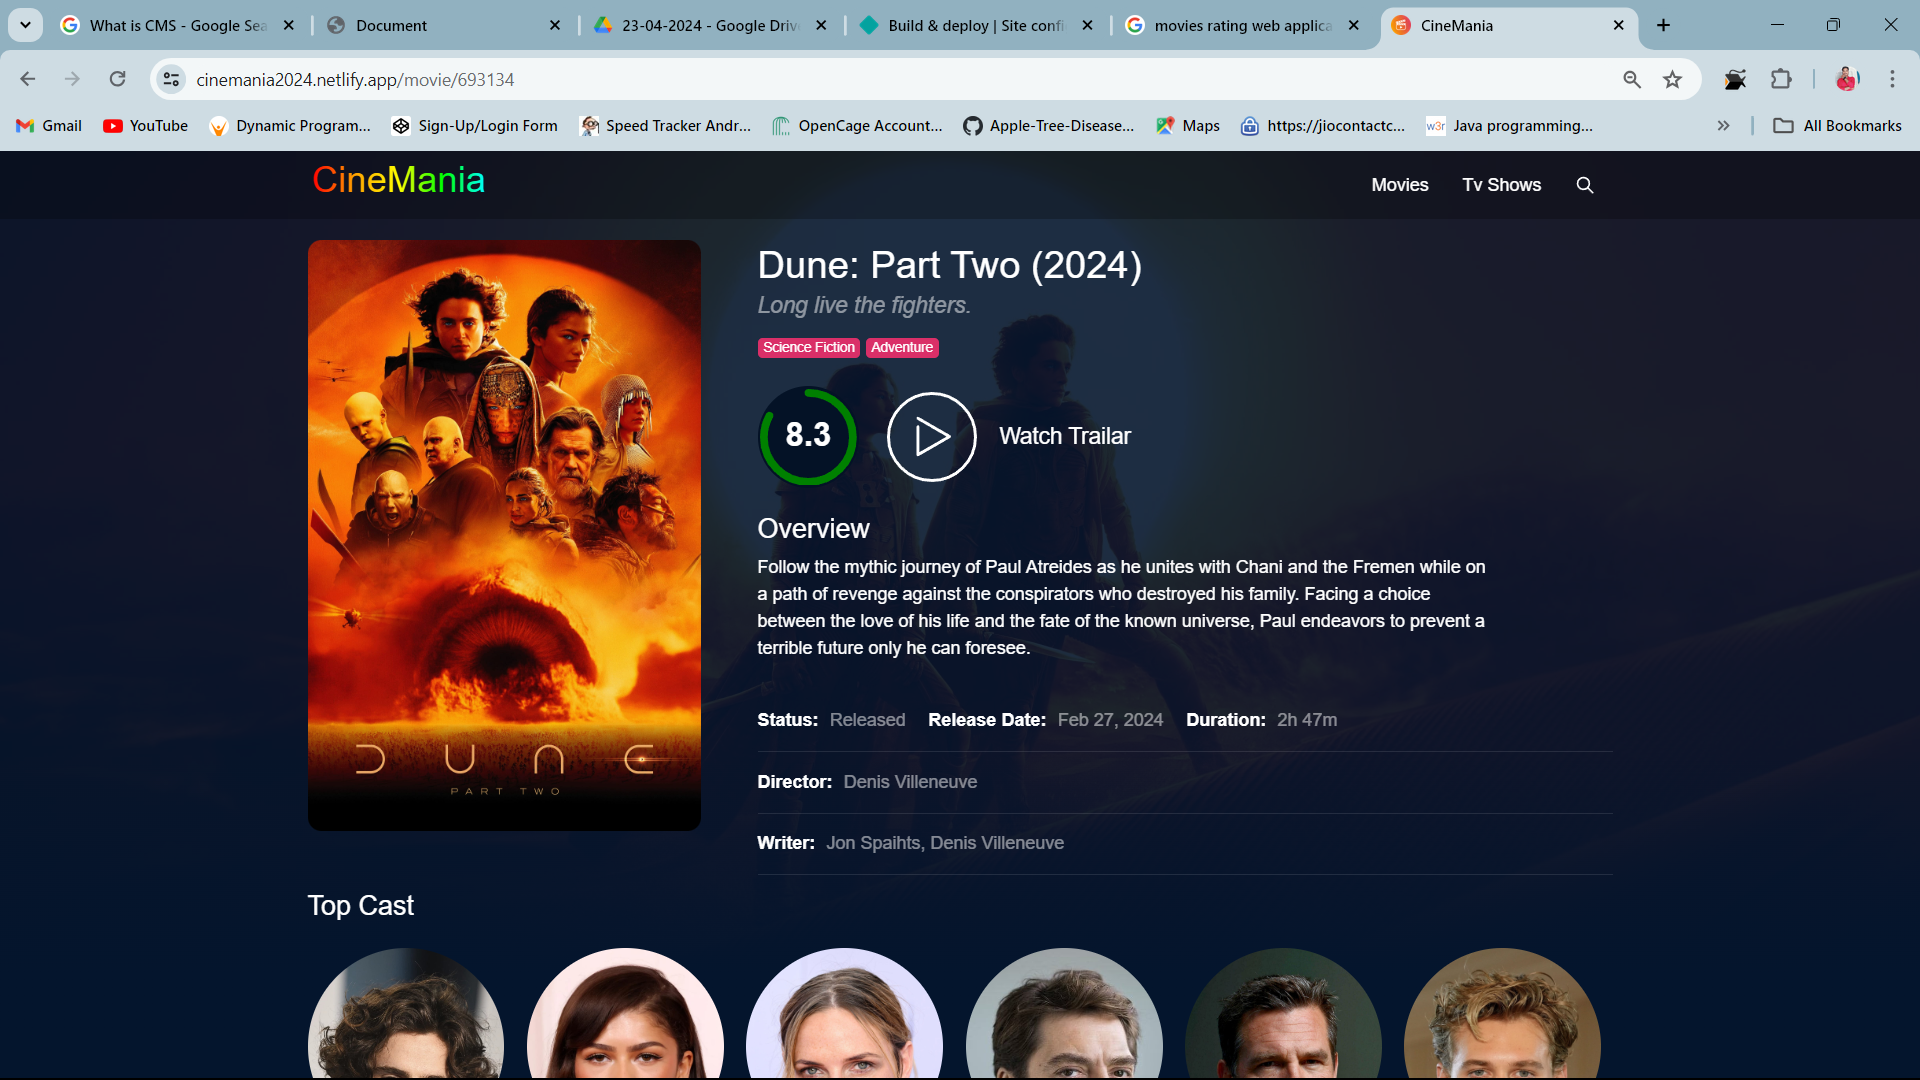 What is CMS - Google Sea
Document
23-04-2024 - Google Driv
Build & deploy | Site confi
movies rating web applica
CineMania
cinemania2024.netlify.app/movie/693134
Gmail
YouTube
Dynamic Program...
Sign-Up/Login Form
Speed Tracker Andr...
OpenCage Account...
Apple-Tree-Disease...
Maps
https://jiocontactc...
w3r
Java programming...
All Bookmarks
CineMania
Movies
Tv Shows
Dune: Part Two (2024)
Long live the fighters.
Science Fiction
Adventure
8.3
Watch Trailar
Overview
Follow the mythic journey of Paul Atreides as he unites with Chani and the Fremen while on
a path of revenge against the conspirators who destroyed his family. Facing a choice
between the love of his life and the fate of the known universe, Paul endeavors to prevent a
terrible future only he can foresee.
Status: Released Release Date: Feb 27, 2024 Duration: 2h 47m
Director: Denis Villeneuve
Writer: Jon Spaihts, Denis Villeneuve
DUNE
PART TWO
Top Cast